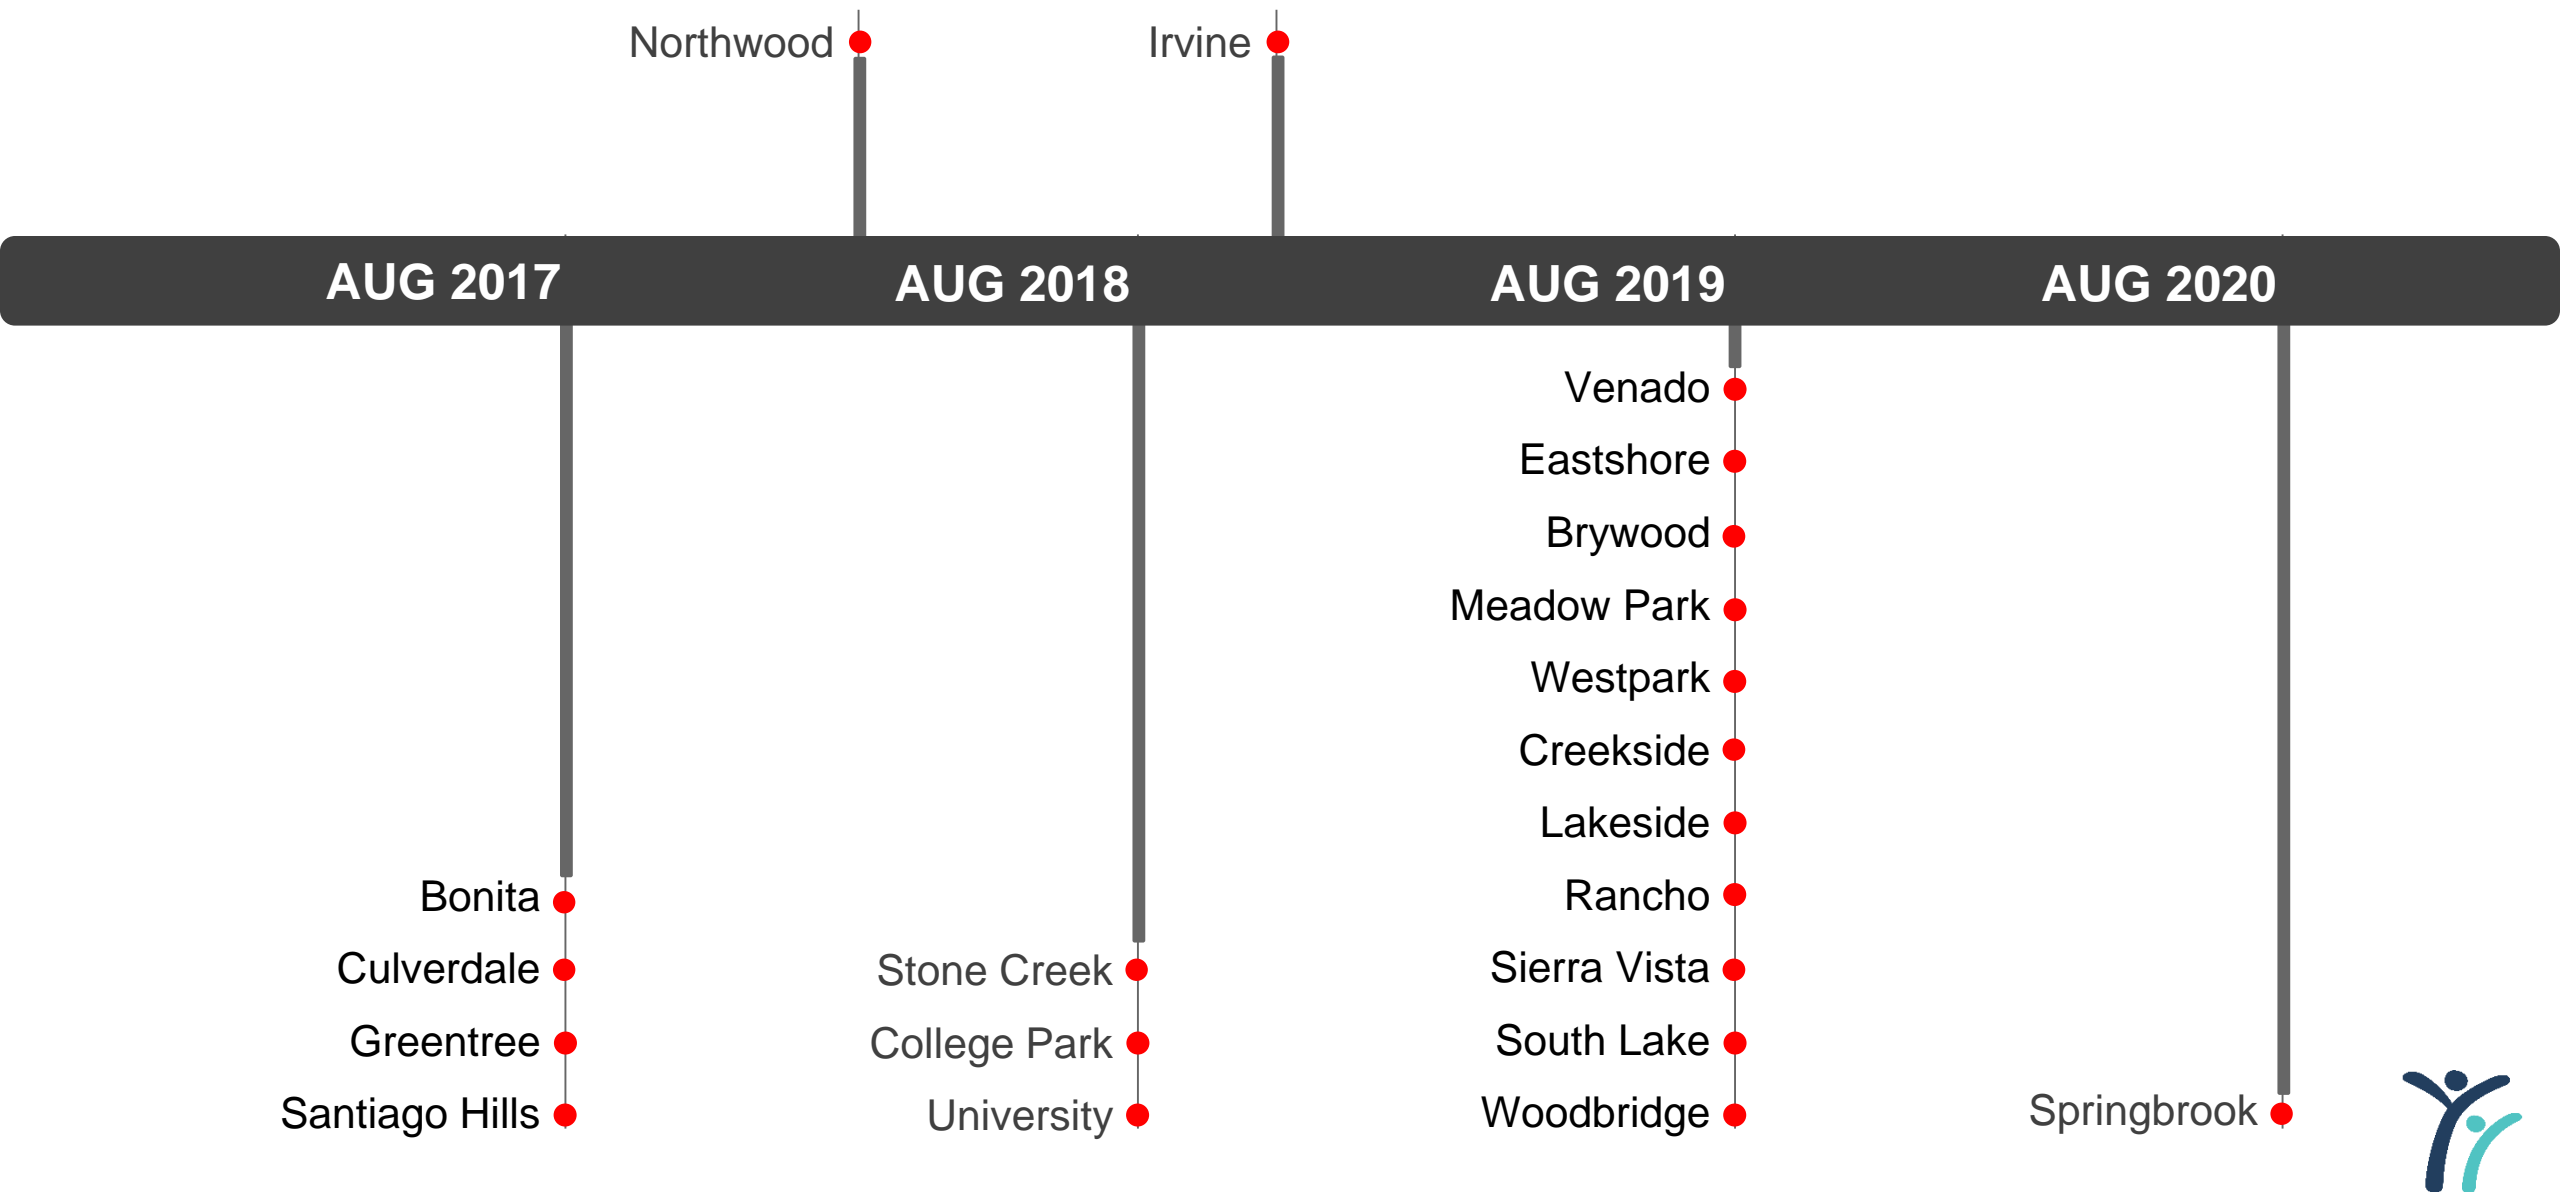 Northwood
Irvine
AUG 2017
AUG 2018
AUG 2019
AUG 2020
Bonita
Culverdale
Greentree
Santiago Hills
Stone Creek
College Park
University
Venado
Eastshore
Brywood
Meadow Park
Westpark
Creekside
Lakeside
Rancho
Sierra Vista
South Lake
Woodbridge
Springbrook